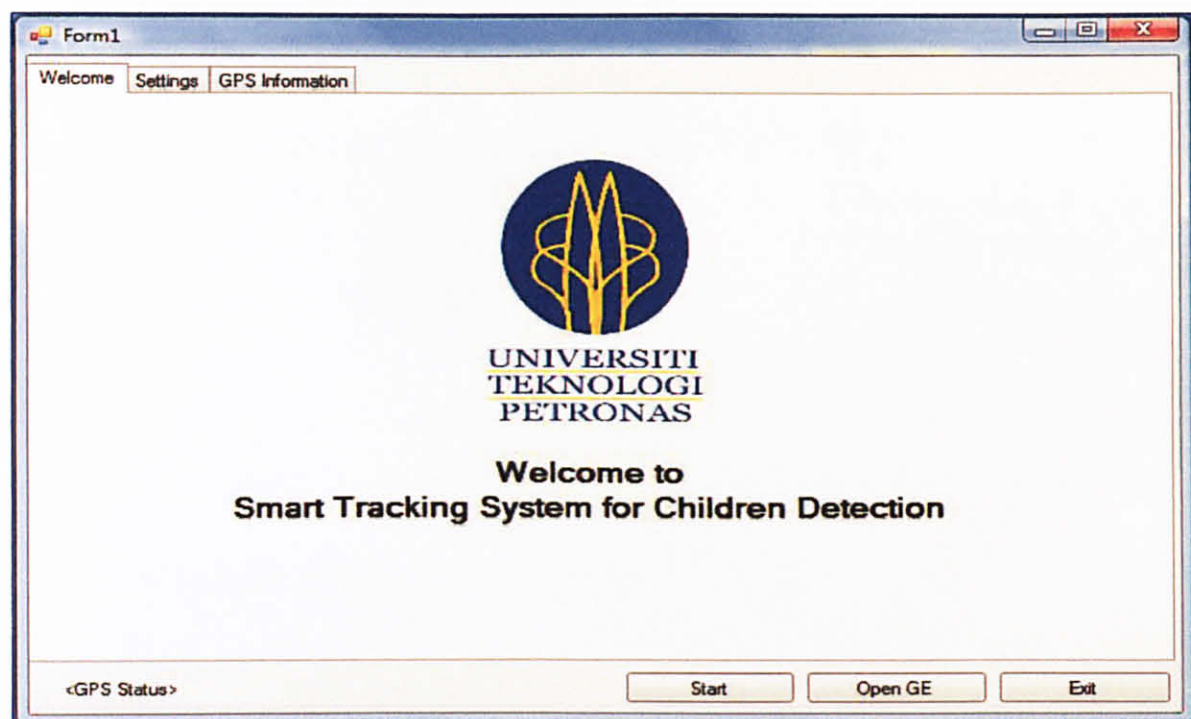 Form1
Welcome Settings GPS Information
UNIVERSITI
TEKNOLOGI
PETRONAS
Welcome to
Smart Tracking System for Children Detection
<GPS Status> Start Open GE Exit